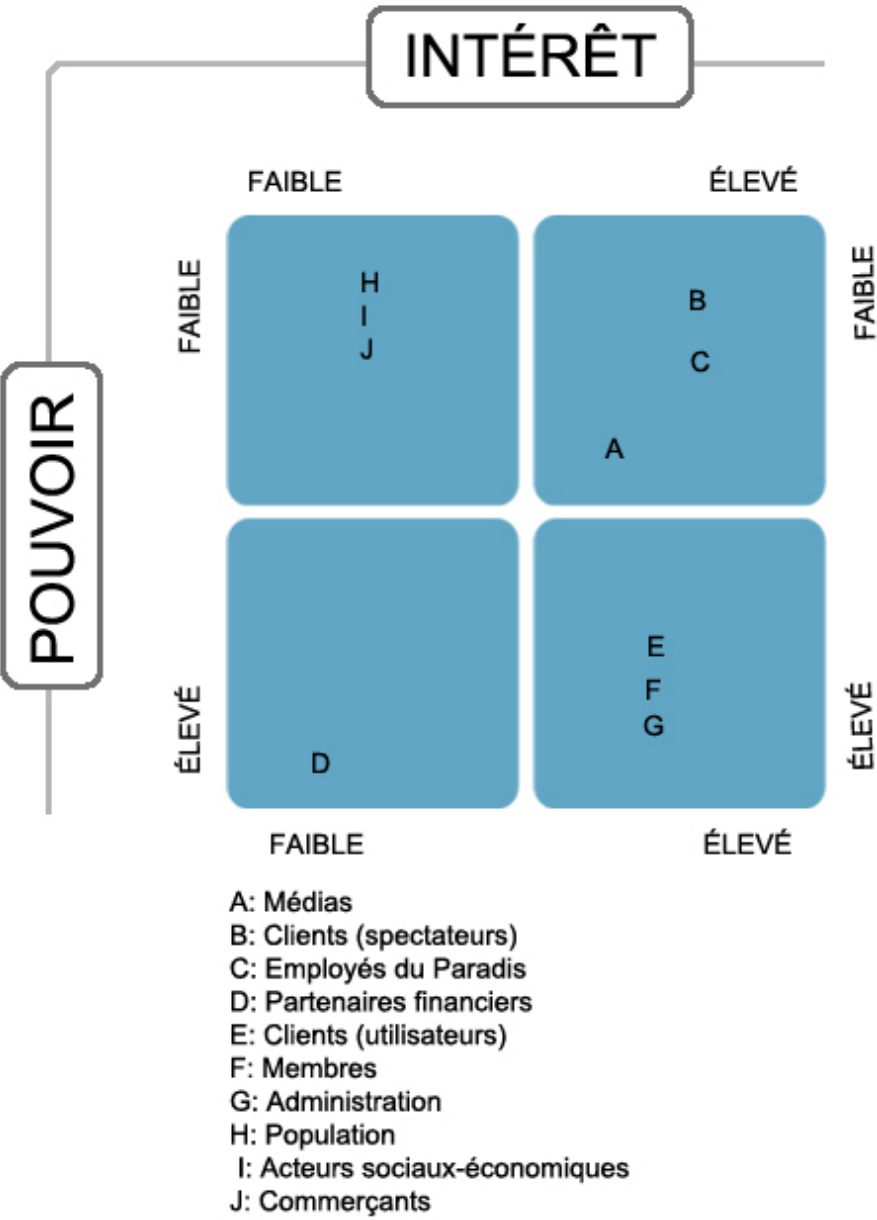 INTÉRÊT
FAIBLE
ÉLEVÉ
FAIBLE
FAIBLE
H
B
I
J
C
A
POUVOIR
E
F
G
ÉLEVÉ
ÉLEVÉ
D
FAIBLE
ÉLEVÉ
A: Médias
B: Clients (spectateurs)
C: Employés du Paradis
D: Partenaires financiers
E: Clients (utilisateurs)
F: Membres
G: Administration
H: Population
I: Acteurs sociaux-économiques
J: Commerçants